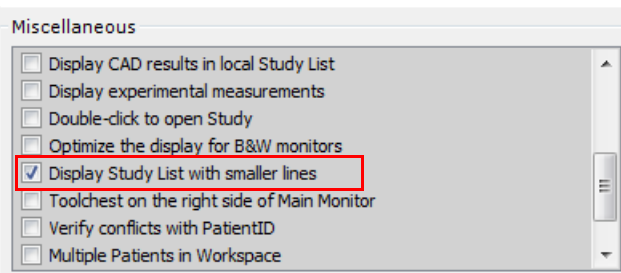 Miscellaneous
Display CAD results in local Study List
Display experimental measurements
Double-click to open Study
Optimize the display for B&W monitors
Display Study List with smaller lines
Toolchest on the right side of Main Monitor
Verify conflicts with PatientID
Multiple Patients in Workspace